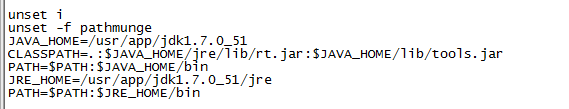 unset i
unset -f pathmunge
JAVA_HOME=/usr/app/jdk1.7.0_51
CLASSPATH=.:$JAVA_HOME/jre/lib/rt.jar:$JAVA_HOME/lib/tools.jar
PATH=$PATH:$JAVA_HOME/bin
JRE_HOME=/usr/app/jdk1.7.0_51/jre
PATH=$PATH:$JRE_HOME/bin